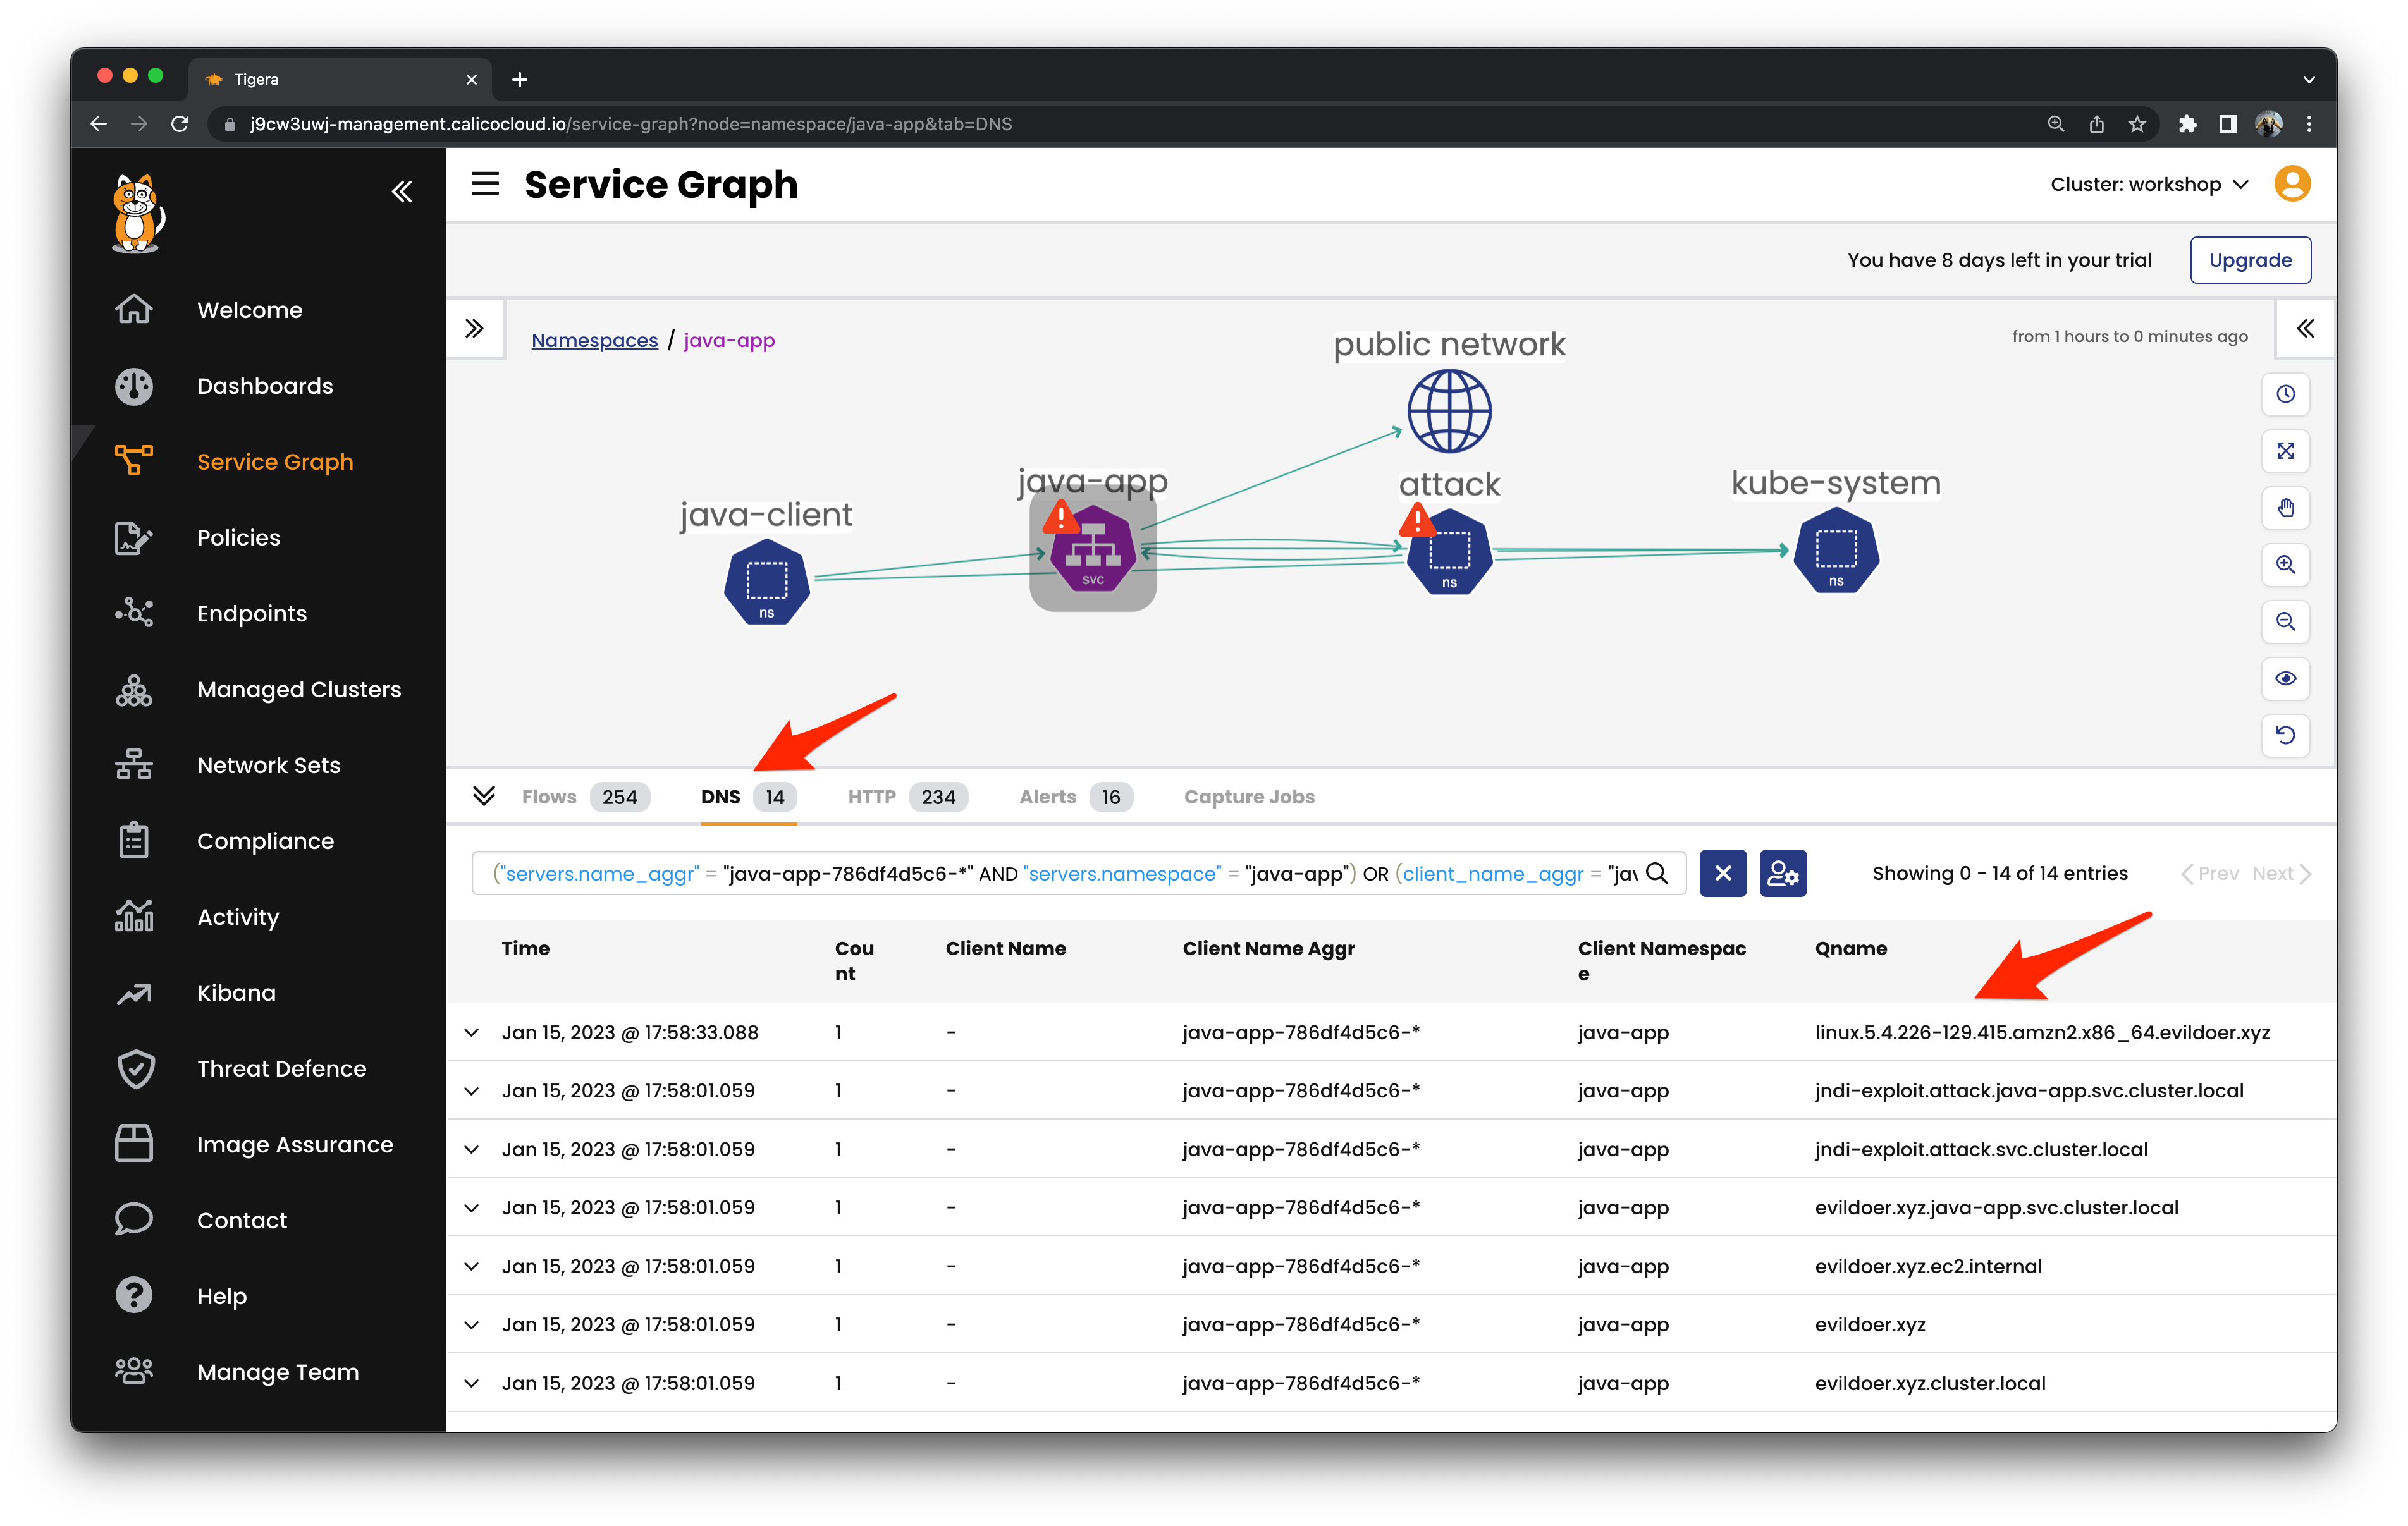 Tigera
j9cw3uwj-management.calicocloud.io/service-graph?node=namespace/java-app&tab=DNS
Service Graph
Cluster: workshop
You have 8 days left in your trial
Upgrade
Welcome
Dashboards
Service Graph
Policies
Endpoints
Managed Clusters
Network Sets
Compliance
Activity
Kibana
Threat Defence
Image Assurance
Contact
Help
Manage Team
Namespaces / java-app
from 1 hours to 0 minutes ago
public network
java-client
ns
java-app
svc
attack
ns
kube-system
ns
Flows 254 DNS 14 HTTP 234 Alerts 16 Capture Jobs
("servers.name_aggr" = "java-app-786df4d5c6-*" AND "servers.namespace" = "java-app") OR (client_name_aggr = "jav
Showing 0 - 14 of 14 entries Prev Next
Time Cou Client Name Client Name Aggr Client Namespac Qname
nt e
Jan 15, 2023 @ 17:58:33.088 1 - java-app-786df4d5c6-* java-app linux.5.4.226-129.415.amzn2.x86_64.evildoer.xyz
Jan 15, 2023 @ 17:58:01.059 1 - java-app-786df4d5c6-* java-app jndi-exploit.attack.java-app.svc.cluster.local
Jan 15, 2023 @ 17:58:01.059 1 - java-app-786df4d5c6-* java-app jndi-exploit.attack.svc.cluster.local
Jan 15, 2023 @ 17:58:01.059 1 - java-app-786df4d5c6-* java-app evildoer.xyz.java-app.svc.cluster.local
Jan 15, 2023 @ 17:58:01.059 1 - java-app-786df4d5c6-* java-app evildoer.xyz.ec2.internal
Jan 15, 2023 @ 17:58:01.059 1 - java-app-786df4d5c6-* java-app evildoer.xyz
Jan 15, 2023 @ 17:58:01.059 1 - java-app-786df4d5c6-* java-app evildoer.xyz.cluster.local